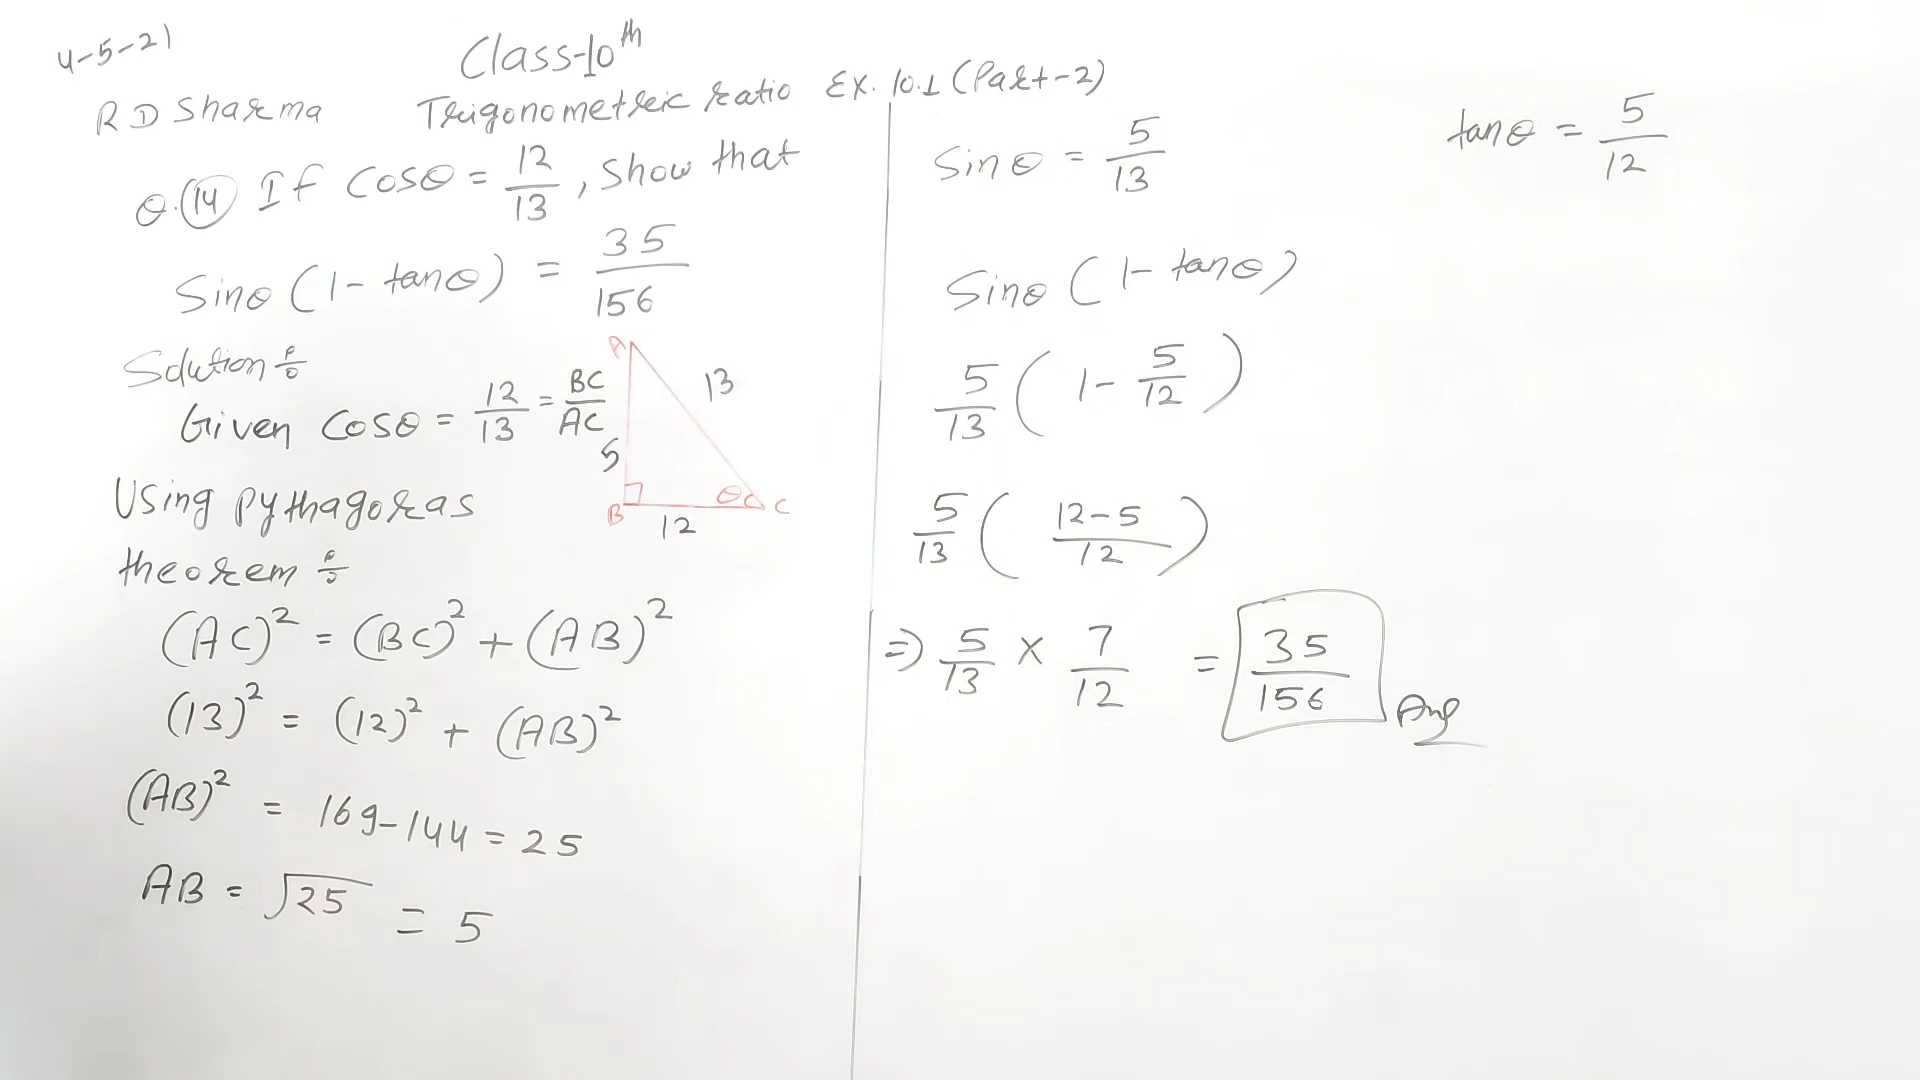 4-5-21
Class-10th
RD Sharma Trigonometric ratio Ex. 10.1 (Part-2)
Q.(14) If cosθ = 12/13, Show that
Sinθ (1 - tanθ) = 35/156
Solution ÷
Given cosθ = 12/13 = BC/AC
A
13
5
B
12
θ
C
Using pythagoras
theorem ÷
(AC)² = (BC)² + (AB)²
(13)² = (12)² + (AB)²
(AB)² = 169-144 = 25
AB = √25 = 5
Sinθ = 5/13
tanθ = 5/12
Sinθ (1 - tanθ)
5/13 (1 - 5/12)
5/13 (12-5/12)
⇒ 5/13 × 7/12 = 35/156 Ans